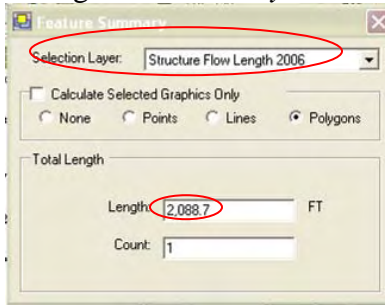 Feature Summary
Selection Layer: Structure Flow Length 2006
Calculate Selected Graphics Only
None Points Lines Polygons
Total Length
Length: 2,088.7 FT
Count: 1